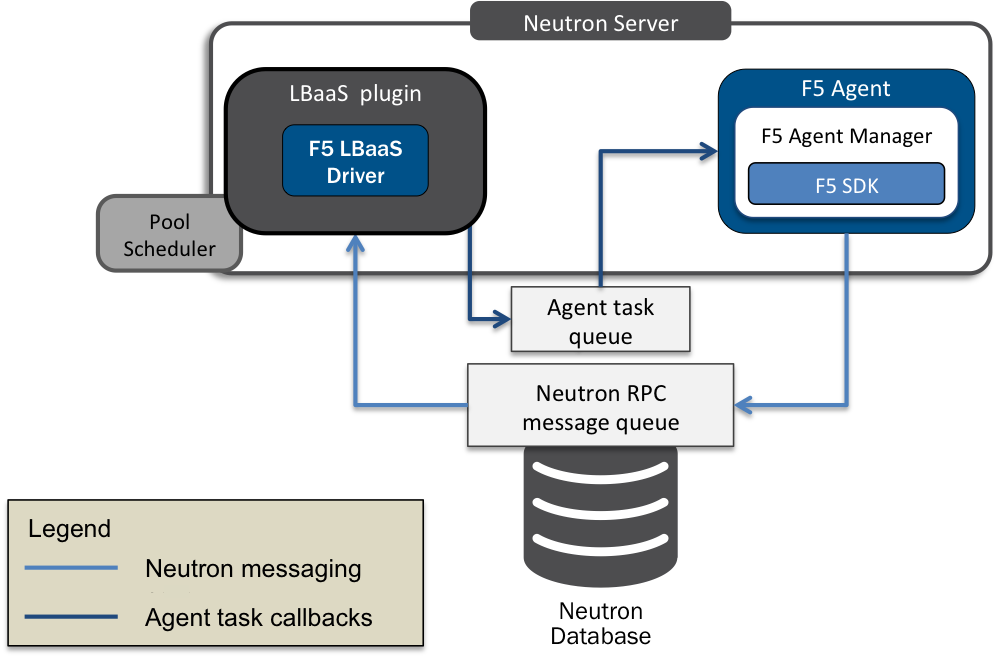 Neutron Server
LBaaS plugin
F5 LBaaS
Driver
Pool
Scheduler
F5 Agent
F5 Agent Manager
F5 SDK
Agent task
queue
Neutron RPC
message queue
Neutron
Database
Legend
Neutron messaging
Agent task callbacks